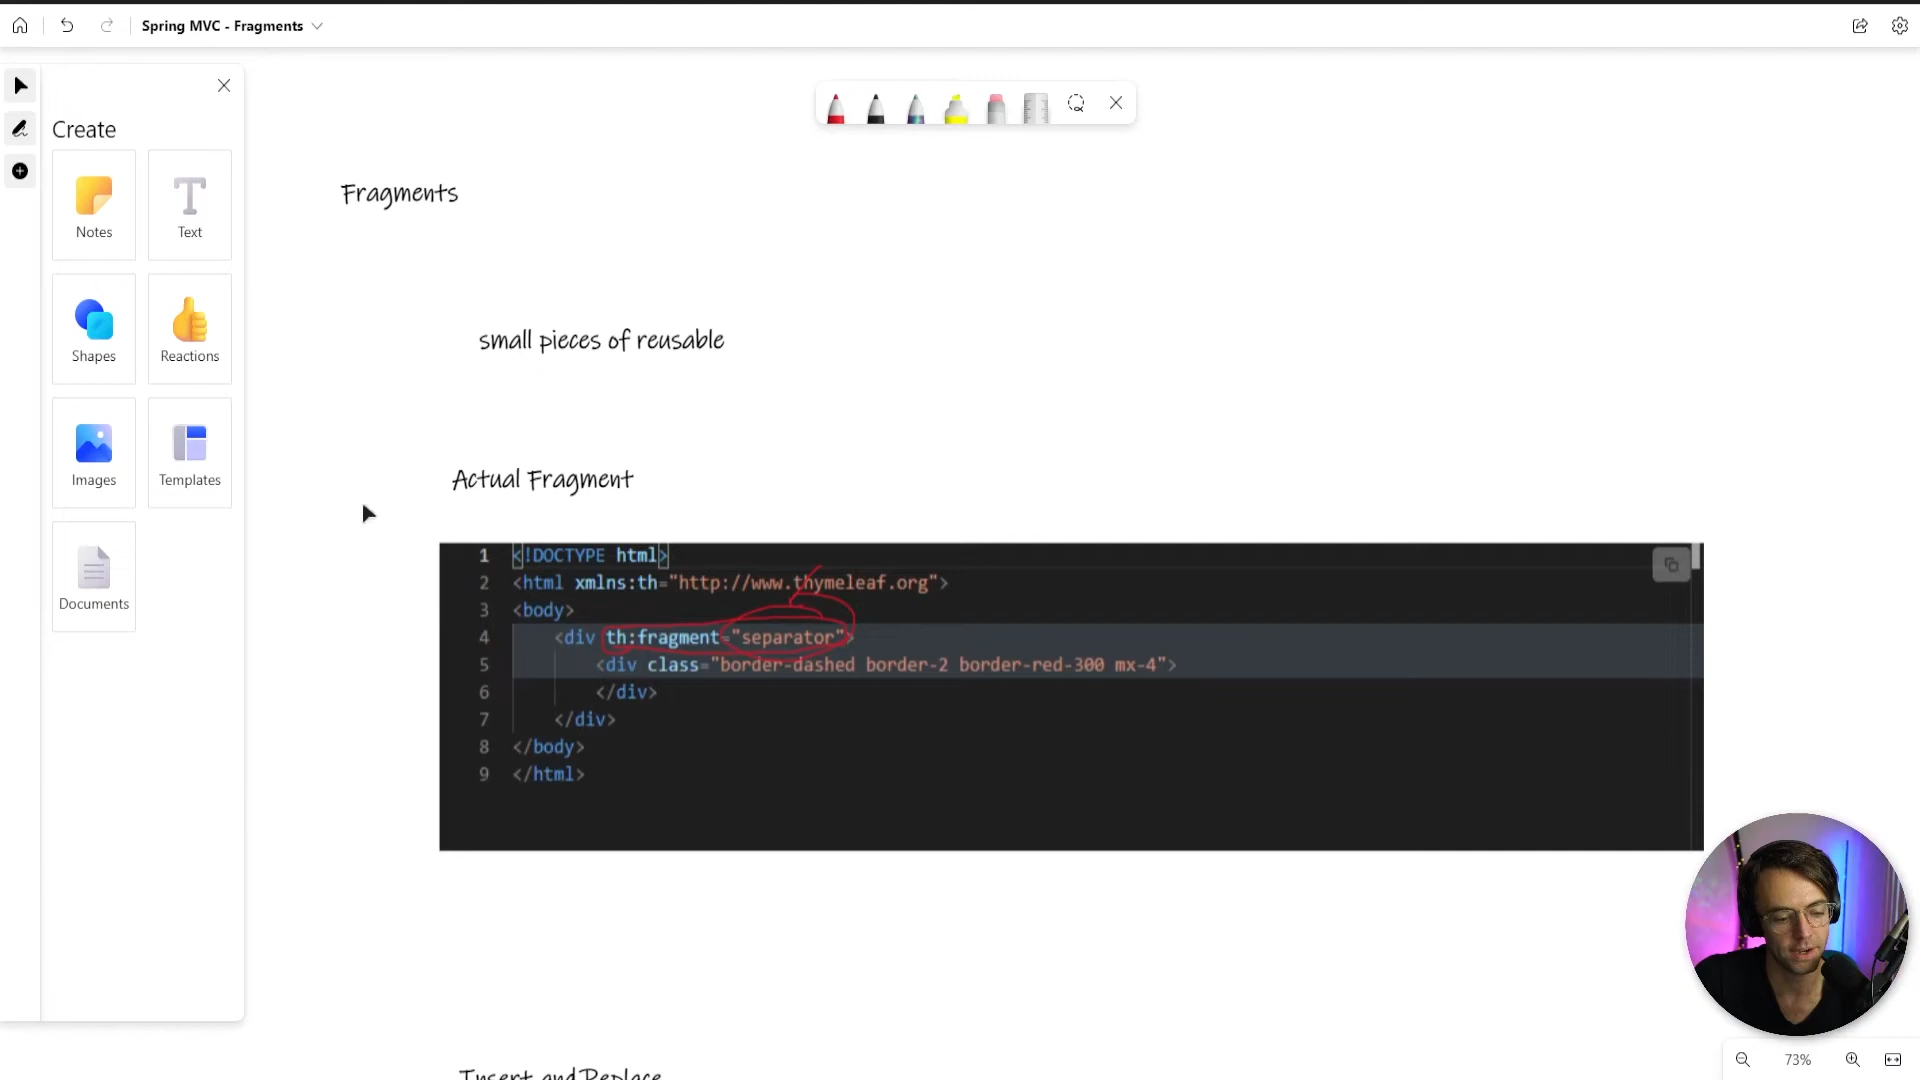 Spring MVC - Fragments
Create
Notes
Text
Shapes
Reactions
Images
Templates
Documents
Fragments
small pieces of reusable
Actual Fragment
1 <!DOCTYPE html>
2 <html xmlns:th="http://www.thymeleaf.org">
3 <body>
4 <div th:fragment="separator">
5 <div class="border-dashed border-2 border-red-300 mx-4">
6 </div>
7 </div>
8 </body>
9 </html>
Insert and Replace
73%